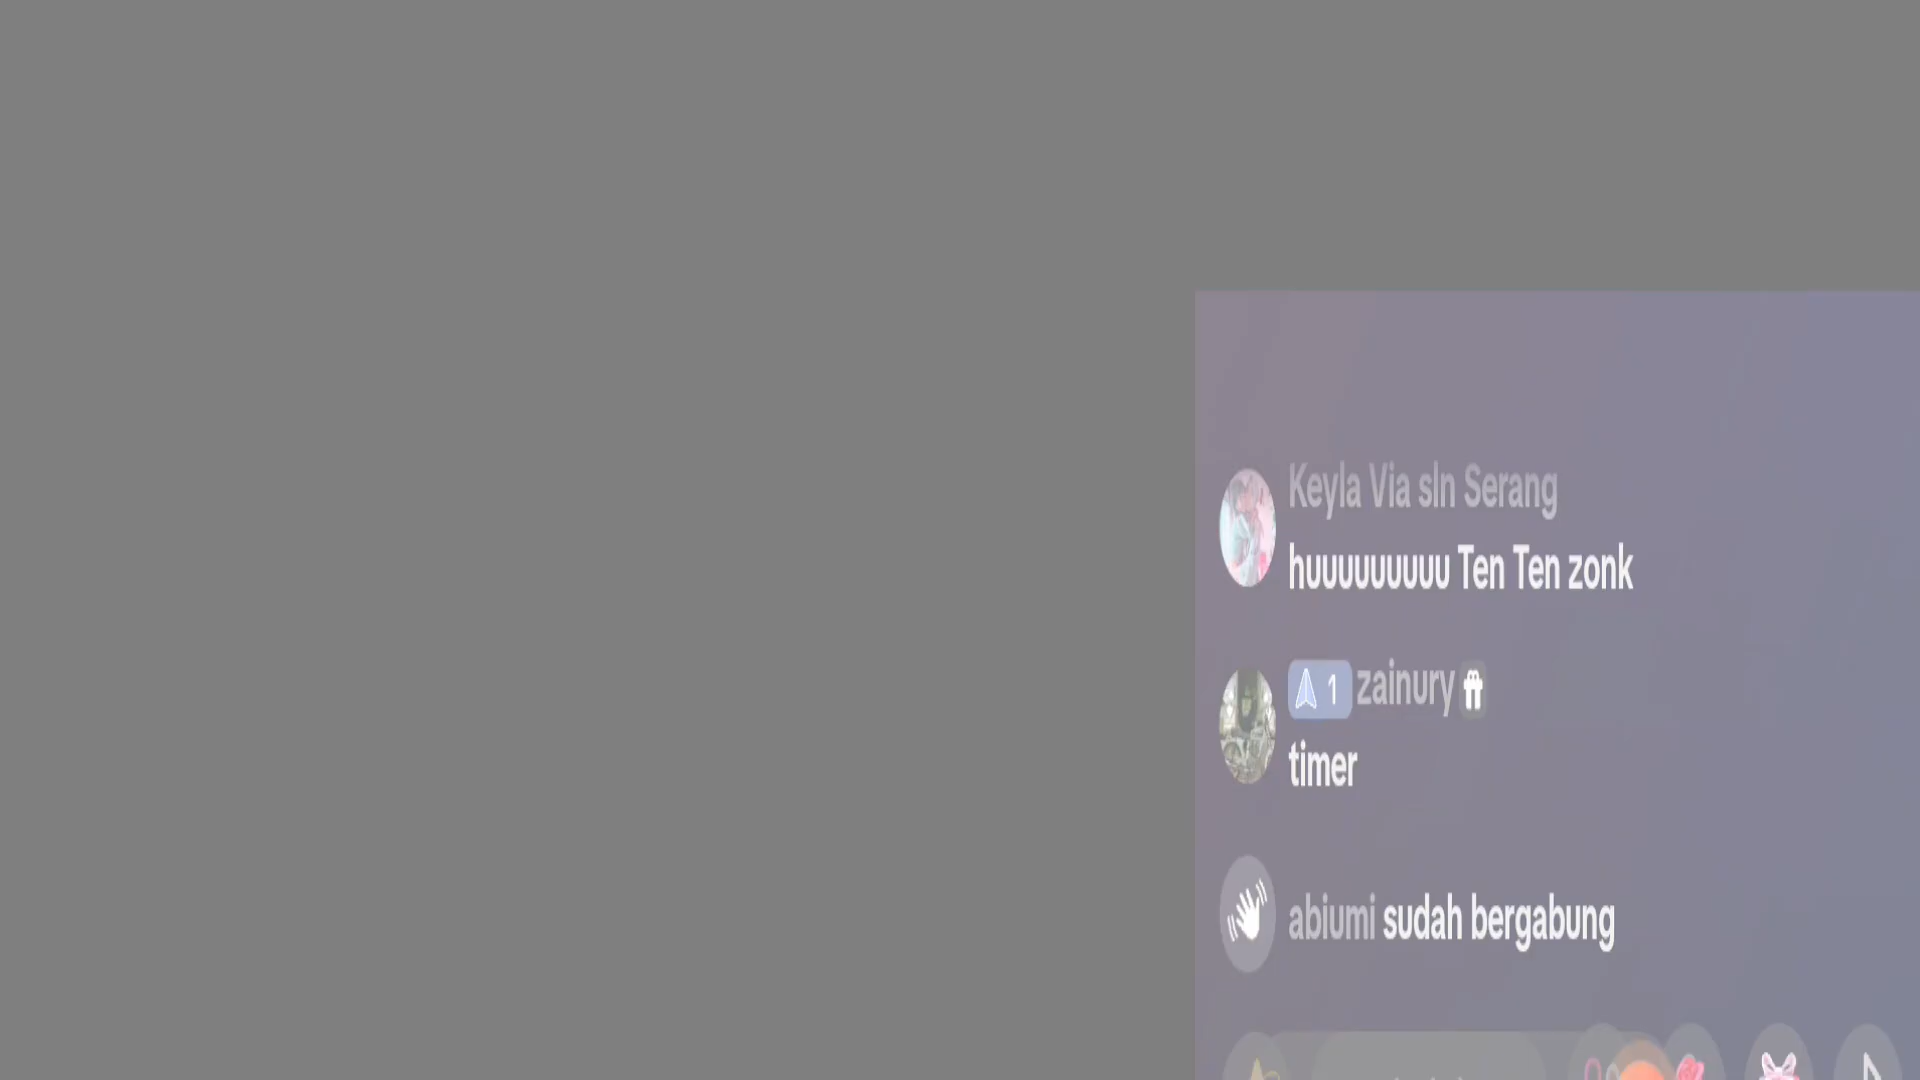 Keyla Via sln Serang
huuuuuuuuu Ten Ten zonk
1 zainury
timer
abiumi sudah bergabung